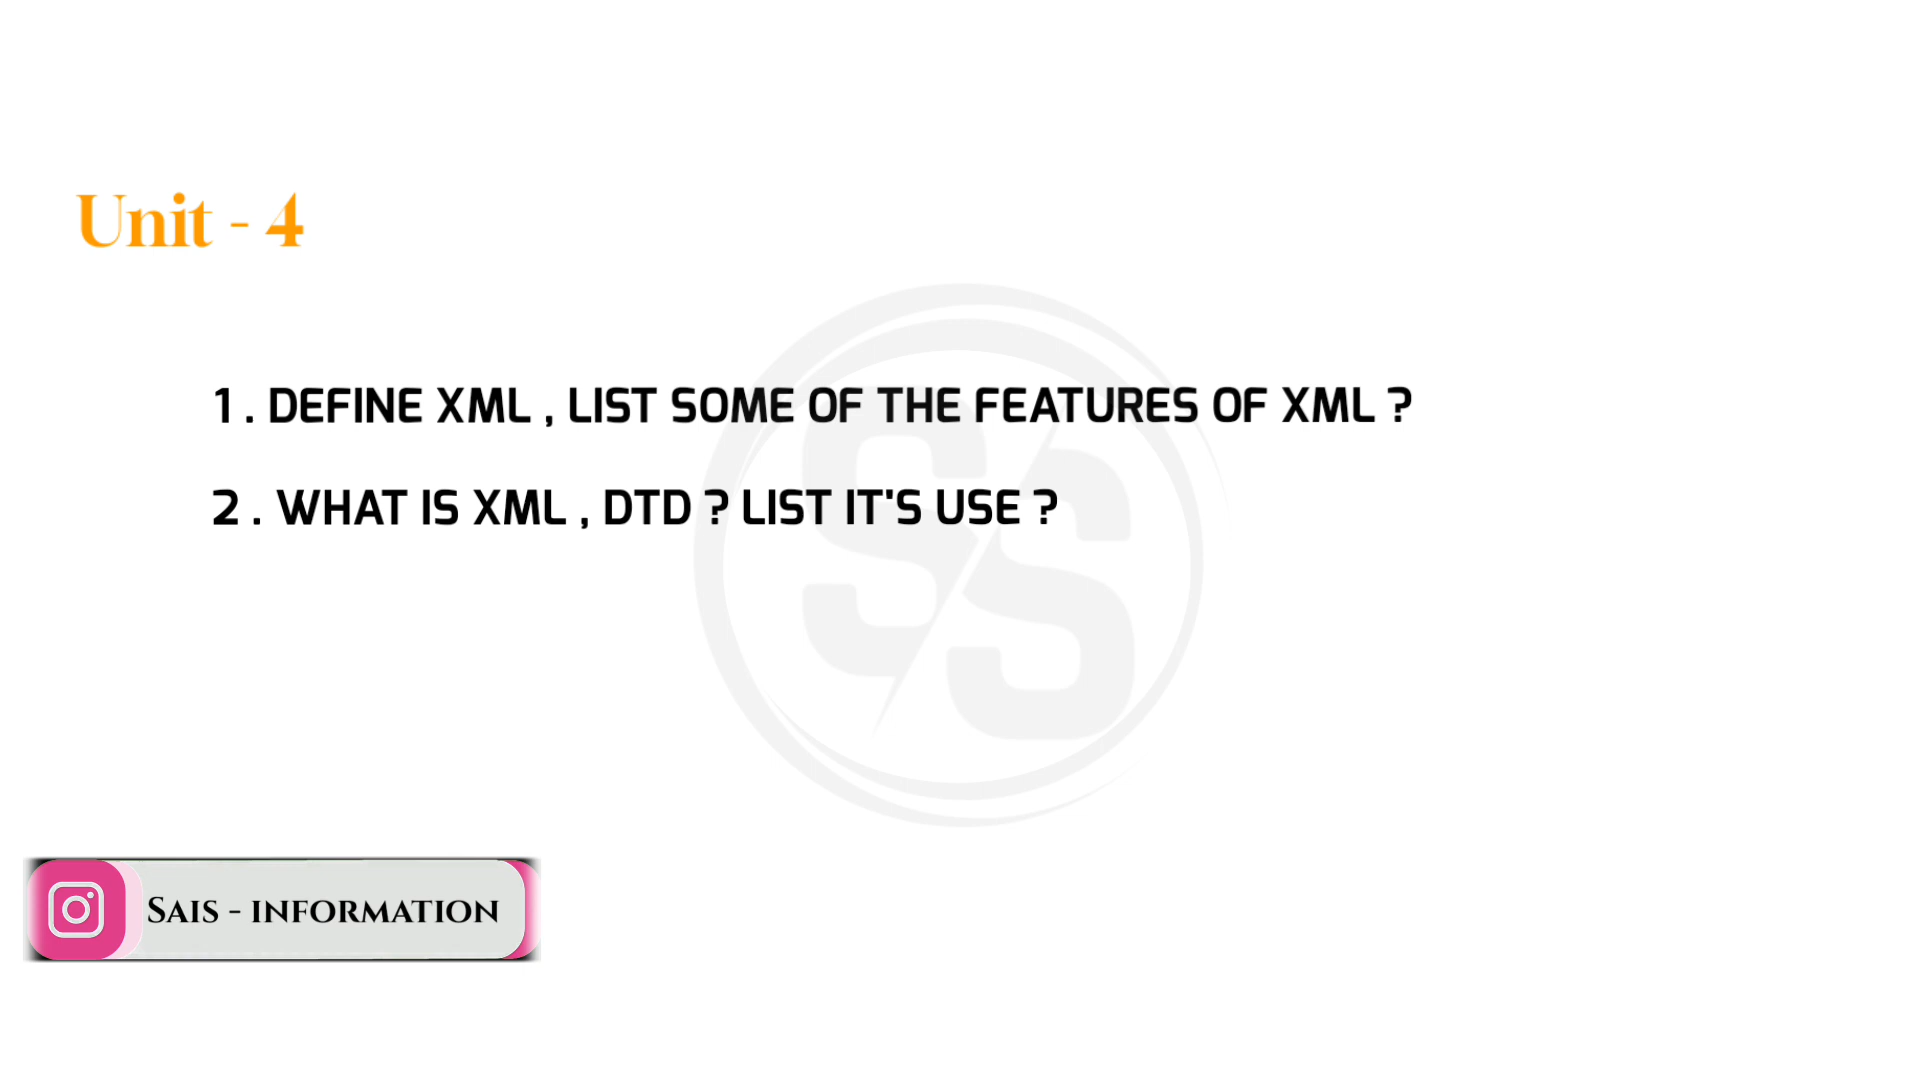 Unit - 4
1 . DEFINE XML , LIST SOME OF THE FEATURES OF XML ?
2 . WHAT IS XML , DTD ? LIST IT'S USE ?
SS
Sais - information